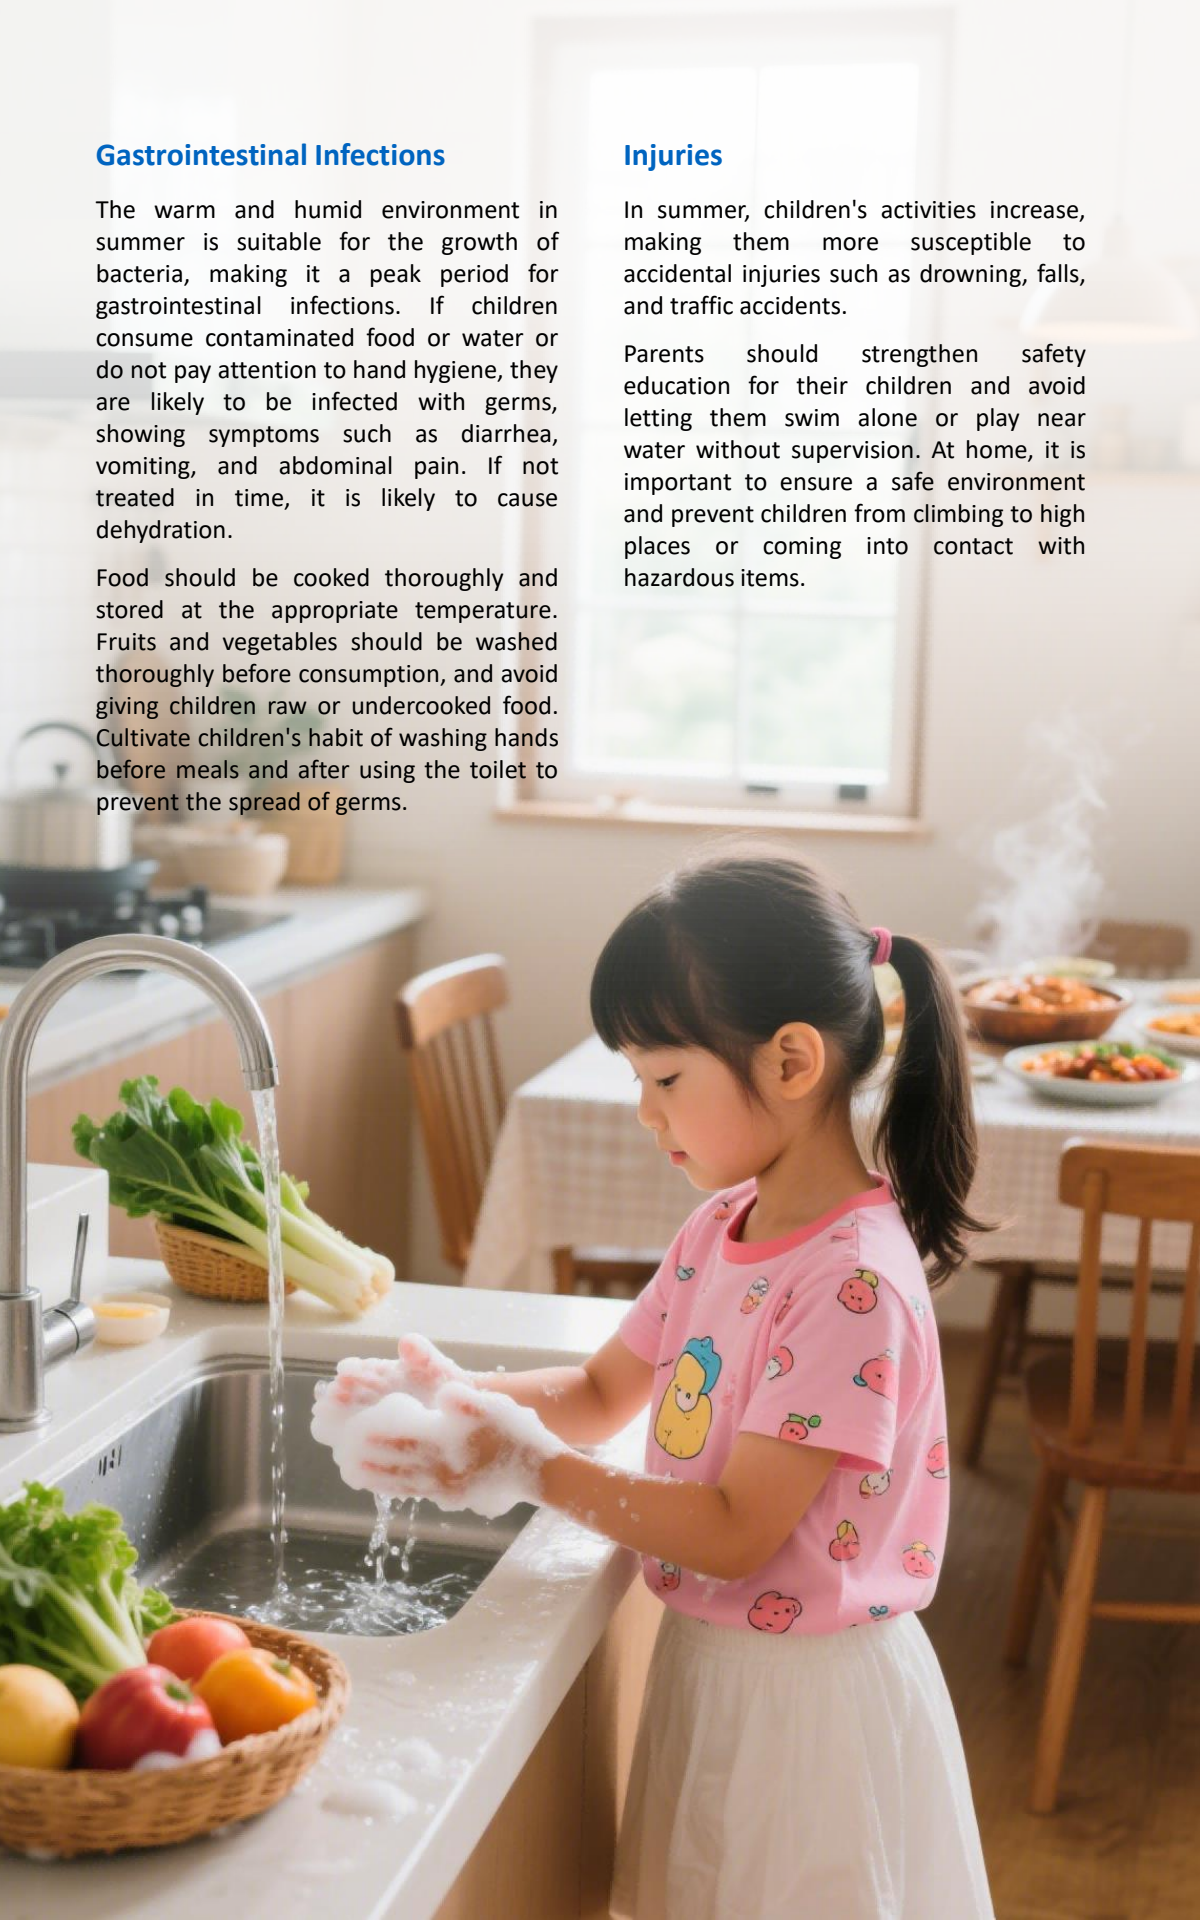 Gastrointestinal Infections
The warm and humid environment in
summer is suitable for the growth of
bacteria, making it a peak period for
gastrointestinal infections. If children
consume contaminated food or water or
do not pay attention to hand hygiene, they
are likely to be infected with germs,
showing symptoms such as diarrhea,
vomiting, and abdominal pain. If not
treated in time, it is likely to cause
dehydration.
Food should be cooked thoroughly and
stored at the appropriate temperature.
Fruits and vegetables should be washed
thoroughly before consumption, and avoid
giving children raw or undercooked food.
Cultivate children's habit of washing hands
before meals and after using the toilet to
prevent the spread of germs.
Injuries
In summer, children's activities increase,
making them more susceptible to
accidental injuries such as drowning, falls,
and traffic accidents.
Parents should strengthen safety
education for their children and avoid
letting them swim alone or play near
water without supervision. At home, it is
important to ensure a safe environment
and prevent children from climbing to high
places or coming into contact with
hazardous items.